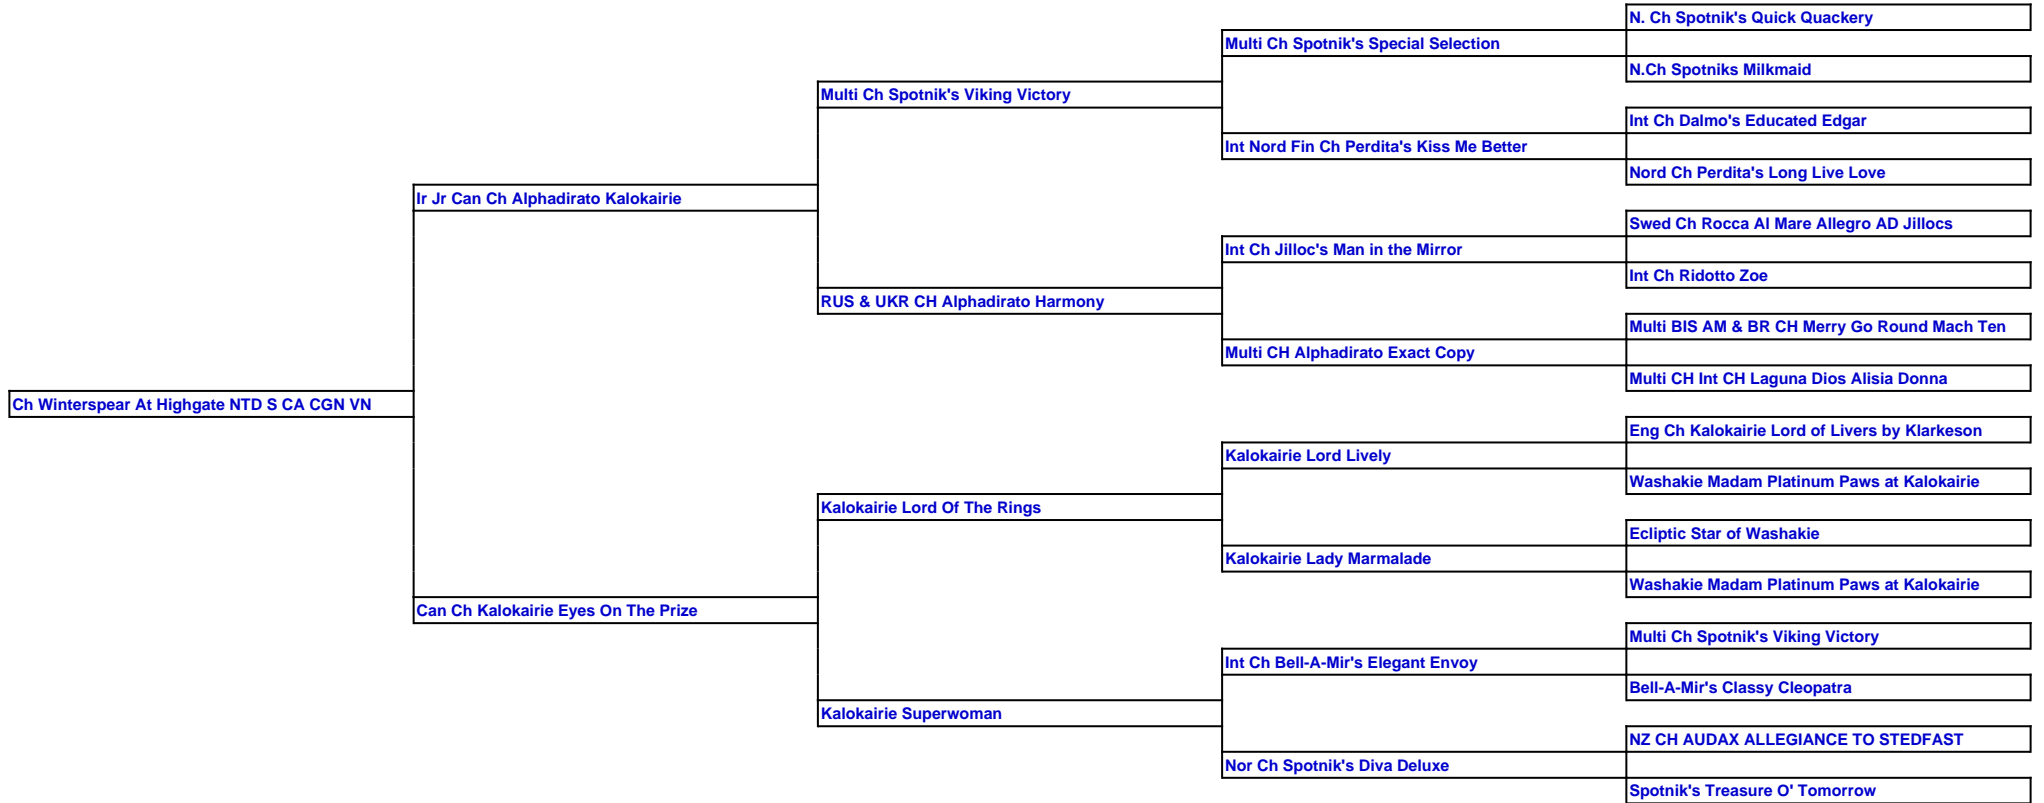 N. Ch Spotnik's Quick Quackery
Multi Ch Spotnik's Special Selection
N.Ch Spotniks Milkmaid
Multi Ch Spotnik's Viking Victory
Int Ch Dalmo's Educated Edgar
Int Nord Fin Ch Perdita's Kiss Me Better
Nord Ch Perdita's Long Live Love
Ir Jr Can Ch Alphadirato Kalokairie
Swed Ch Rocca Al Mare Allegro AD Jillocs
Int Ch Jilloc's Man in the Mirror
Int Ch Ridotto Zoe
RUS & UKR CH Alphadirato Harmony
Multi BIS AM & BR CH Merry Go Round Mach Ten
Multi CH Alphadirato Exact Copy
Multi CH Int CH Laguna Dios Alisia Donna
Ch Winterspear At Highgate NTD S CA CGN VN
Eng Ch Kalokairie Lord of Livers by Klarkeson
Kalokairie Lord Lively
Washakie Madam Platinum Paws at Kalokairie
Kalokairie Lord Of The Rings
Ecliptic Star of Washakie
Kalokairie Lady Marmalade
Washakie Madam Platinum Paws at Kalokairie
Can Ch Kalokairie Eyes On The Prize
Multi Ch Spotnik's Viking Victory
Int Ch Bell-A-Mir's Elegant Envoy
Bell-A-Mir's Classy Cleopatra
Kalokairie Superwoman
NZ CH AUDAX ALLEGIANCE TO STEDFAST
Nor Ch Spotnik's Diva Deluxe
Spotnik's Treasure O' Tomorrow